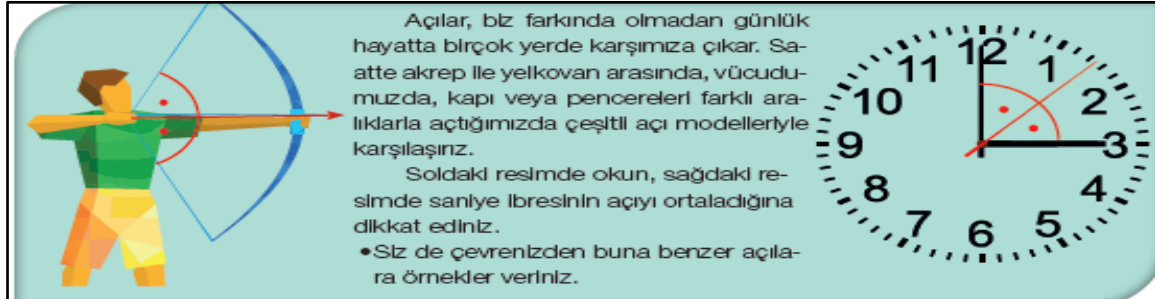 Açılar, biz farkında olmadan günlük
hayatta birçok yerde karşımıza çıkar. Sa-
atte akrep ile yelkovan arasında, vücudu-
muzda, kapı veya pencereleri farklı ara-
lıklarla açtığımızda çeşitli açı modelleriyle
karşılaşırız.
Soldaki resimde okun, sağdaki re-
simde saniye ibresinin açıyı ortaladığına
dikkat ediniz.
•Siz de çevrenizden buna benzer açıla-
ra örnekler veriniz.
12
1
2
3
4
5
6
7
8
9
10
11